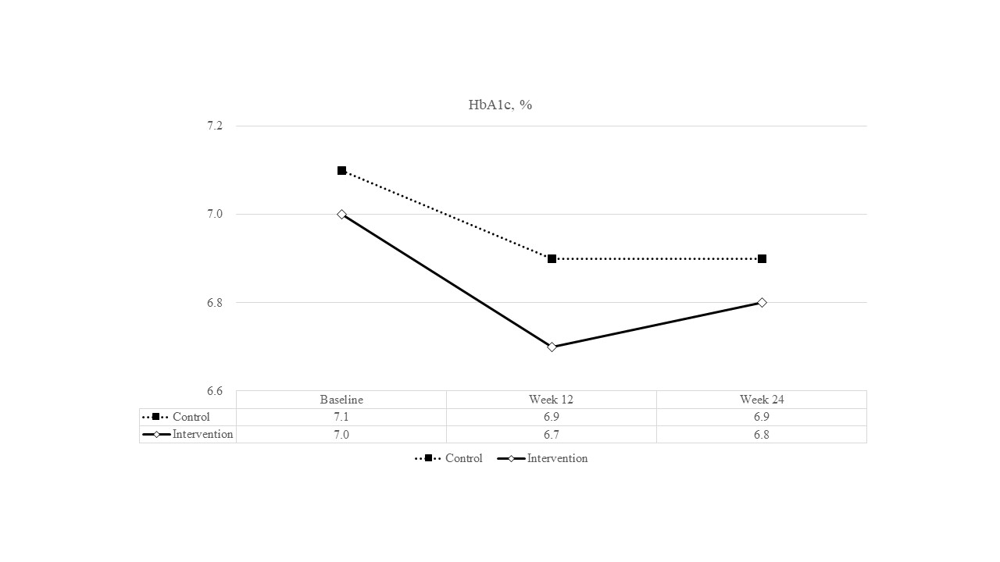 HbA1c, %
7.2
7.0
6.8
6.6
Baseline Week 12 Week 24
Control 7.1 6.9 6.9
Intervention 7.0 6.7 6.8
Control Intervention